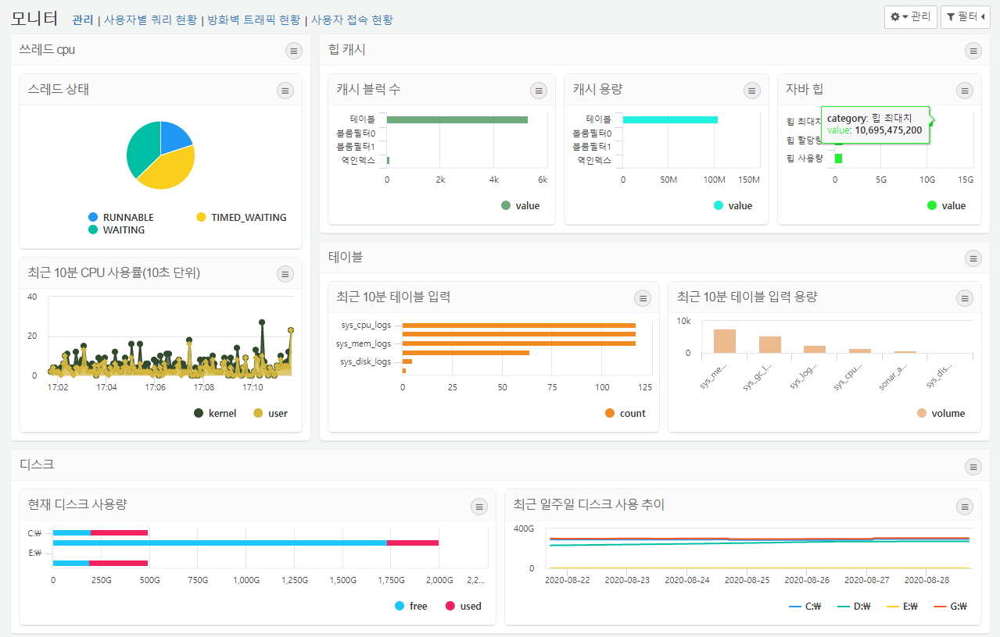 모니터 관리 | 사용자별 쿼리 현황 | 방화벽 트래픽 현황 | 사용자 접속 현황
관리 필터
쓰레드 cpu
스레드 상태
RUNNABLE TIMED_WAITING
WAITING
최근 10분 CPU 사용률(10초 단위)
40
20
0
17:02 17:04 17:06 17:08 17:10
kernel user
힙 캐시
캐시 블럭 수
테이블
블룸필터0
블룸필터1
역인덱스
0 2k 4k 6k
value
캐시 용량
테이블
블룸필터0
블룸필터1
역인덱스
0 50M 100M 150M
value
자바 힙
힙 최대치
category: 힙 최대치
value: 10,695,475,200
힙 할당량
힙 사용량
0 5G 10G 15G
value
테이블
최근 10분 테이블 입력
sys_cpu_logs
sys_mem_logs
sys_disk_logs
0 25 50 75 100 125
count
최근 10분 테이블 입력 용량
10k
0
sys_me... sys_gc_l... sys_log... sys_cpu... sonar_a... sys_dis...
volume
디스크
현재 디스크 사용량
C:₩
E:₩
0 250G 500G 750G 1,000G 1,250G 1,500G 1,750G 2,000G 2,2...
free used
최근 일주일 디스크 사용 추이
400G
0
2020-08-22 2020-08-23 2020-08-24 2020-08-25 2020-08-26 2020-08-27 2020-08-28
C:₩ D:₩ E:₩ G:₩